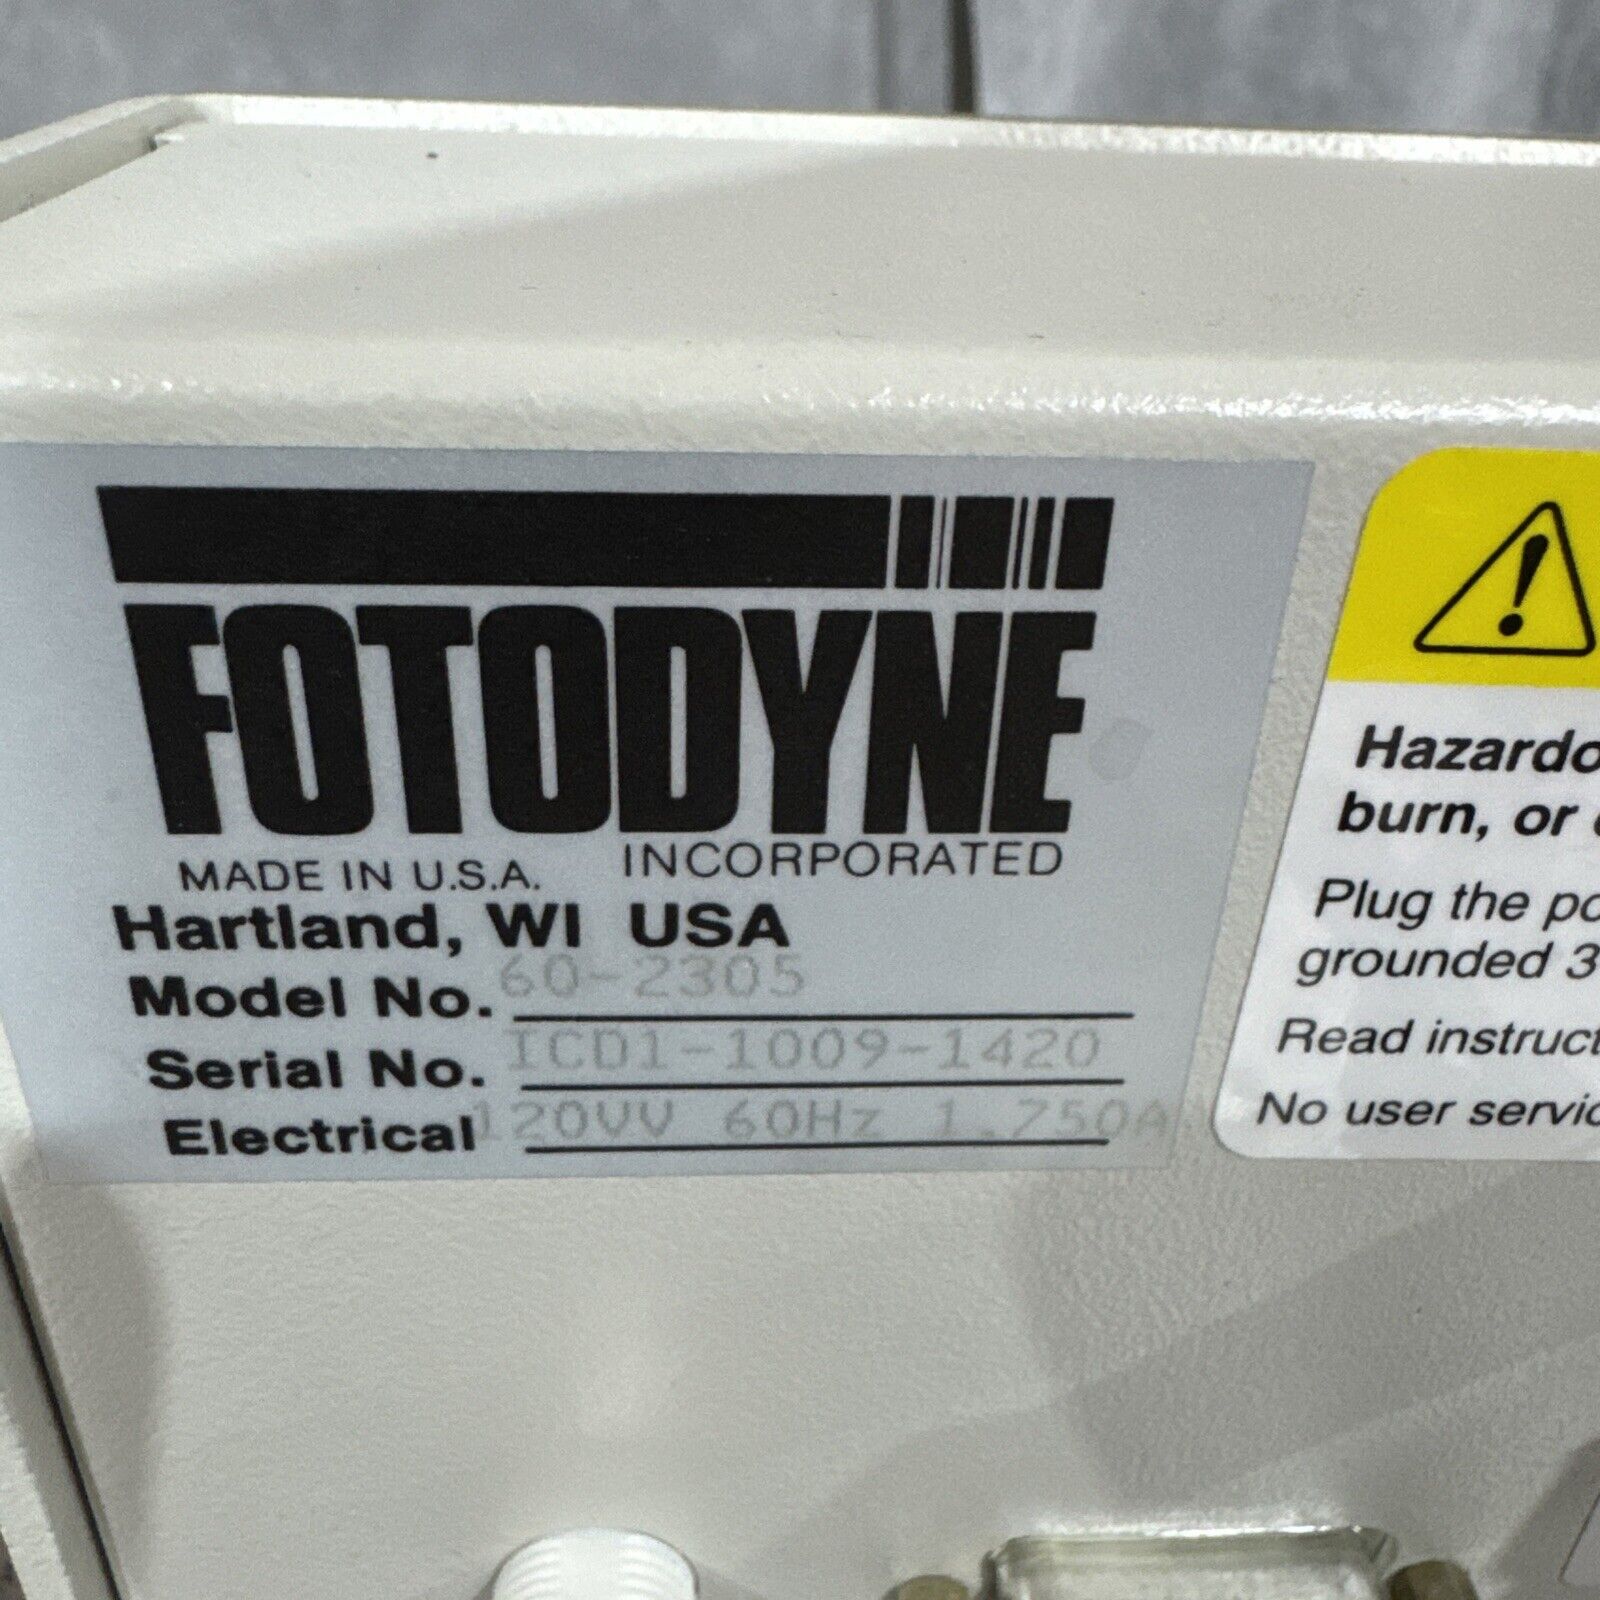 FOTODYNE
MADE IN U.S.A. INCORPORATED
Hartland, WI USA
Model No. 60-2305
Serial No. ICD1-1009-1420
Electrical 120VV 60Hz 1.750A
Hazardo
burn, or
Plug the po
grounded 3
Read instruct
No user servic